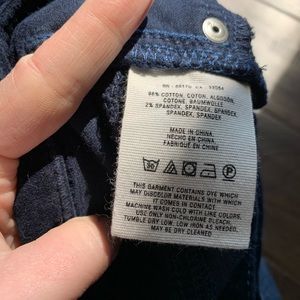 98% COTTON, COTON, ALGODÓN,
COTONE, BAUMWOLLE
2% SPANDEX, SPANDEX,
SPANDEX, SPANDEX
MADE IN CHINA.
HECHO EN CHINA.
FABRIQUÉ EN CHINE.
THIS GARMENT CONTAINS DYE WHICH
MAY DISCOLOR MATERIALS WITH WHICH IT
COMES INTO CONTACT.
MACHINE WASH COLD WITH LIKE COLORS.
USE ONLY NON-CHLORINE BLEACH.
TUMBLE DRY LOW. LOW IRON AS NEEDED.
MAY BE DRY CLEANED